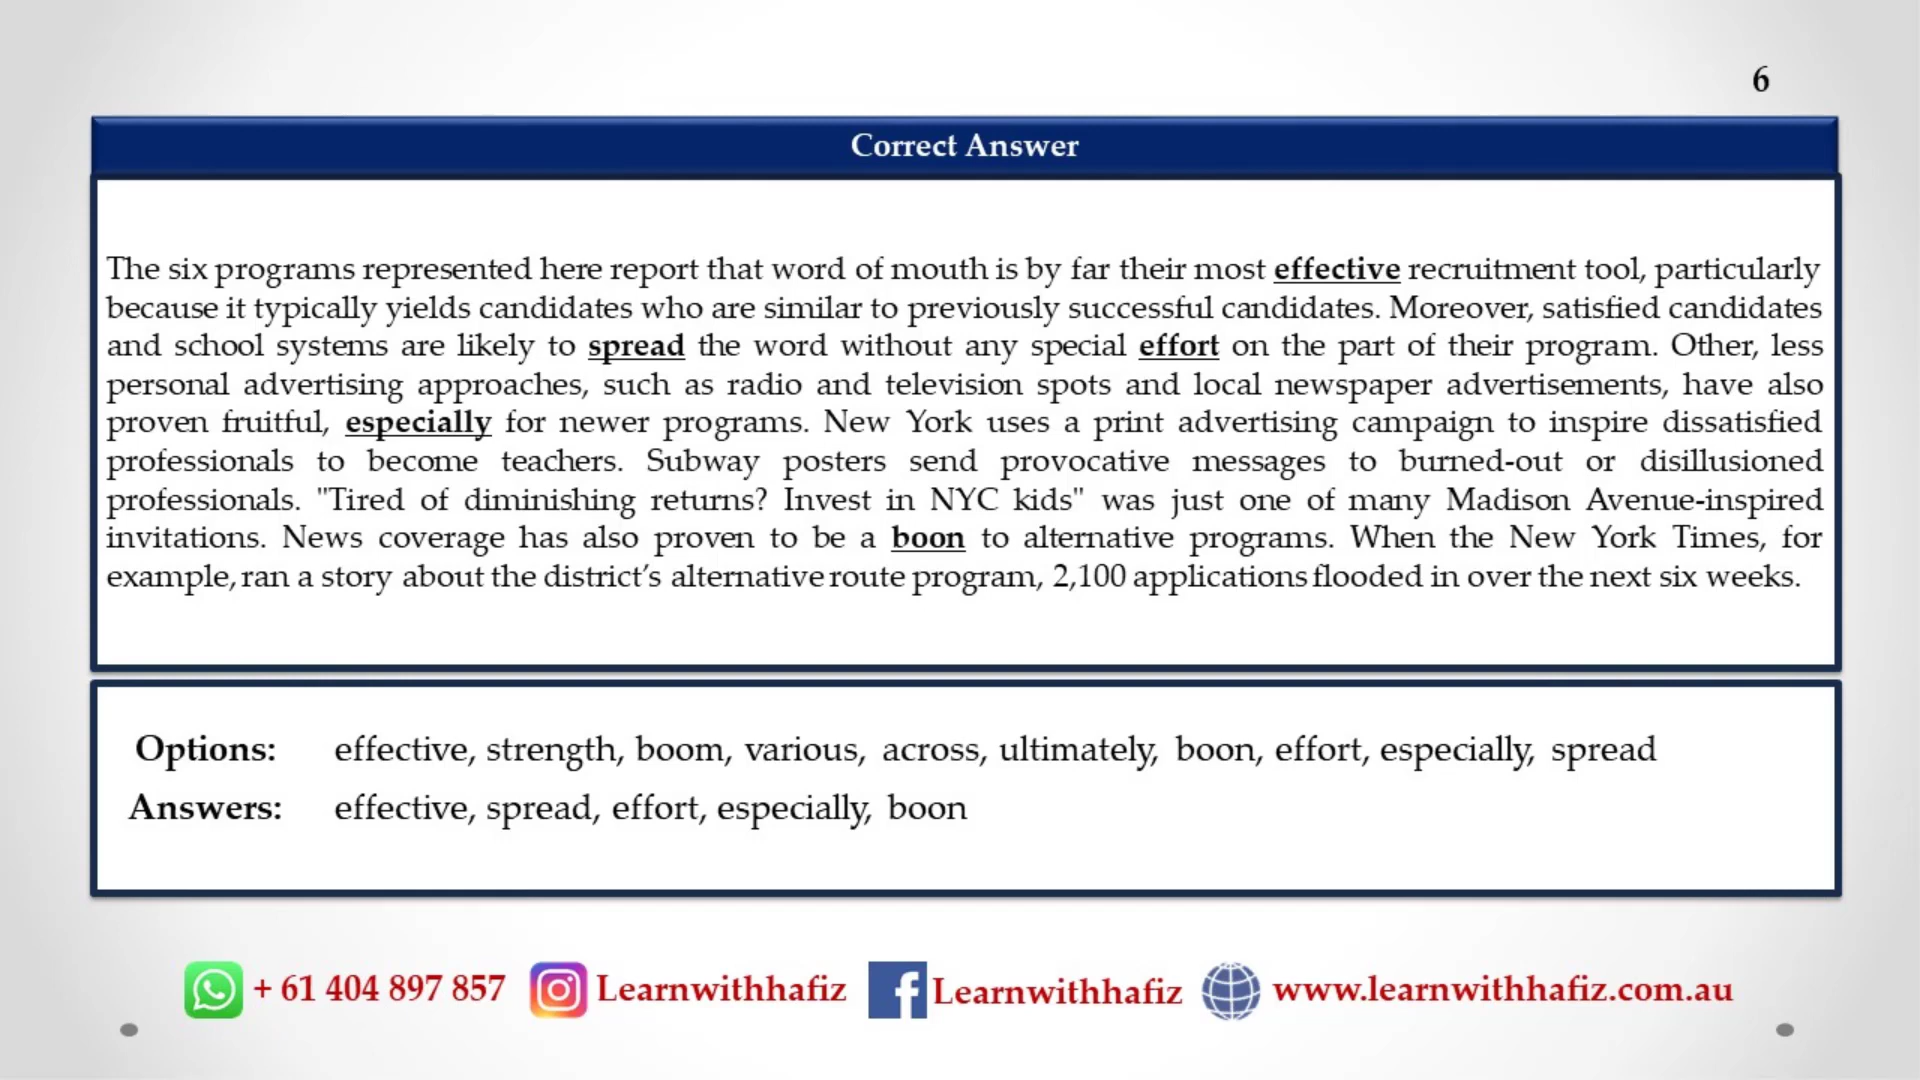 6
Correct Answer
The six programs represented here report that word of mouth is by far their most effective recruitment tool, particularly
because it typically yields candidates who are similar to previously successful candidates. Moreover, satisfied candidates
and school systems are likely to spread the word without any special effort on the part of their program. Other, less
personal advertising approaches, such as radio and television spots and local newspaper advertisements, have also
proven fruitful, especially for newer programs. New York uses a print advertising campaign to inspire dissatisfied
professionals to become teachers. Subway posters send provocative messages to burned-out or disillusioned
professionals. "Tired of diminishing returns? Invest in NYC kids" was just one of many Madison Avenue-inspired
invitations. News coverage has also proven to be a boon to alternative programs. When the New York Times, for
example, ran a story about the district's alternative route program, 2,100 applications flooded in over the next six weeks.
Options: effective, strength, boom, various, across, ultimately, boon, effort, especially, spread
Answers: effective, spread, effort, especially, boon
+ 61 404 897 857 Learnwithhafiz Learnwithhafiz www.learnwithhafiz.com.au